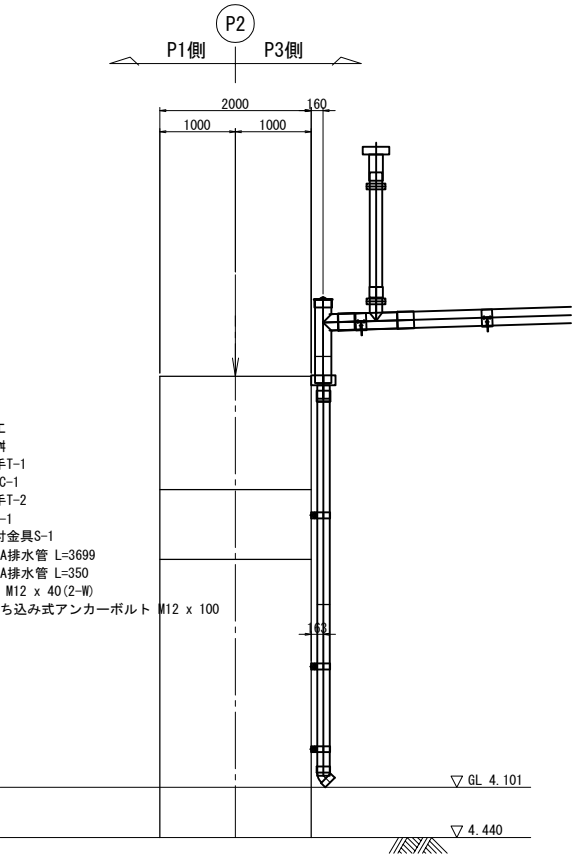 P2
P1側 P3側
2000 160
1000 1000
手T-1
C-1
手T-2
-1
付金具S-1
A排水管 L=3699
A排水管 L=350
M12 x 40(2-W)
ち込み式アンカーボルト M12 x 100
163
GL 4.101
4.440